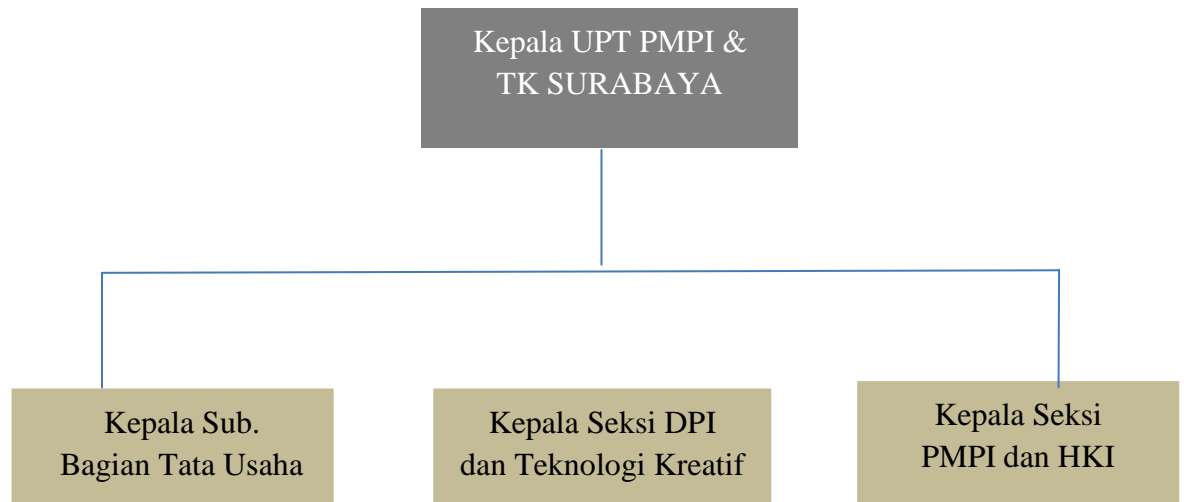 Kepala UPT PMPI &
TK SURABAYA
Kepala Sub.
Bagian Tata Usaha
Kepala Seksi DPI
dan Teknologi Kreatif
Kepala Seksi
PMPI dan HKI